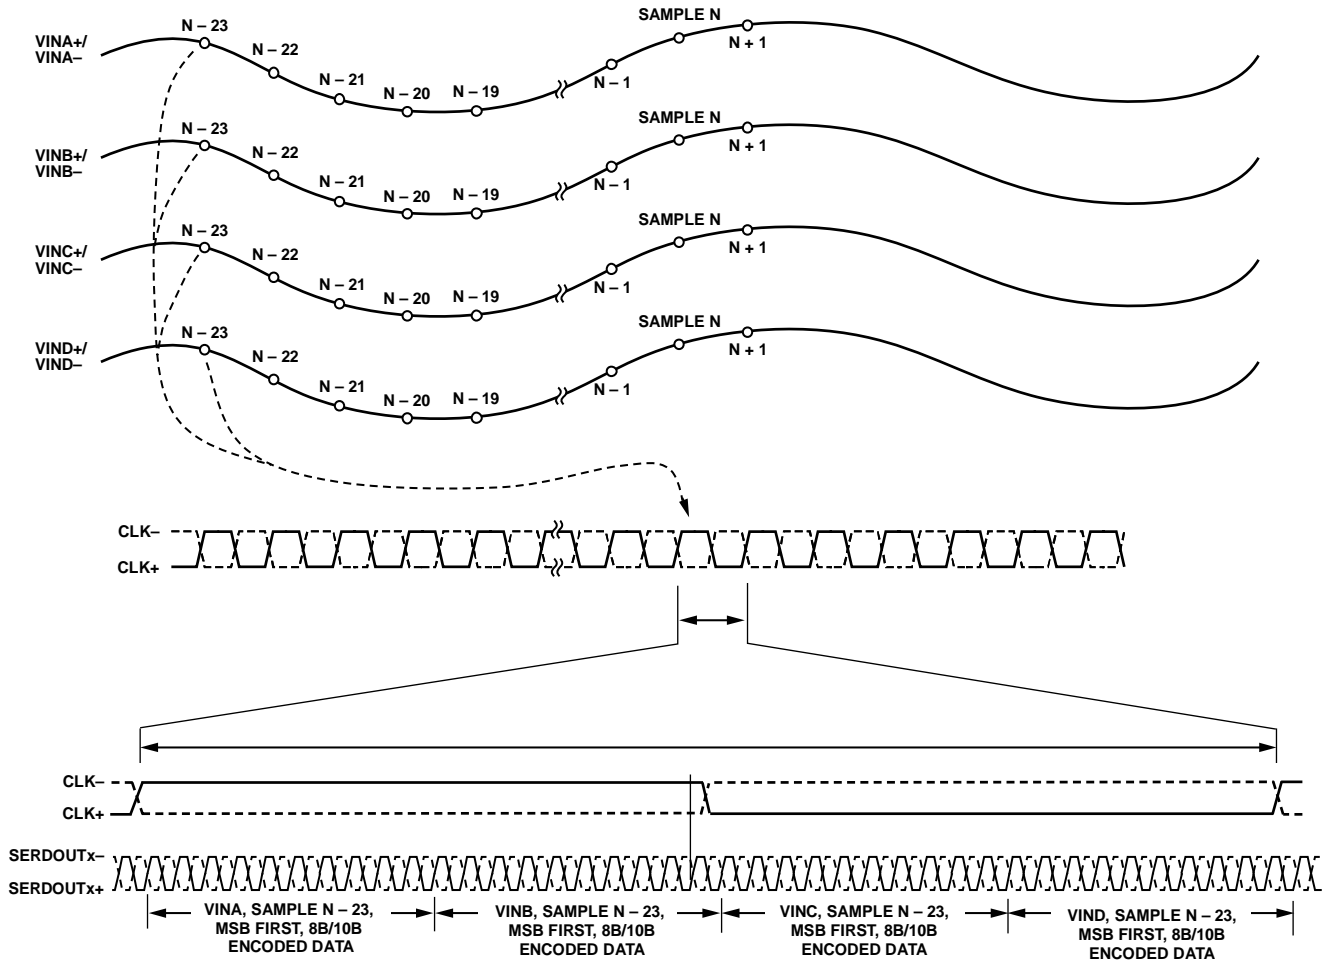 VINA+/
VINA–
N – 23
N – 22
N – 21
N – 20
N – 19
N – 1
SAMPLE N
N + 1
VINB+/
VINB–
N – 23
N – 22
N – 21
N – 20
N – 19
N – 1
SAMPLE N
N + 1
VINC+/
VINC–
N – 23
N – 22
N – 21
N – 20
N – 19
N – 1
SAMPLE N
N + 1
VIND+/
VIND–
N – 23
N – 22
N – 21
N – 20
N – 19
N – 1
SAMPLE N
N + 1
CLK–
CLK+
CLK–
CLK+
SERDOUTx–
SERDOUTx+
VINA, SAMPLE N – 23,
MSB FIRST, 8B/10B
ENCODED DATA
VINB, SAMPLE N – 23,
MSB FIRST, 8B/10B
ENCODED DATA
VINC, SAMPLE N – 23,
MSB FIRST, 8B/10B
ENCODED DATA
VIND, SAMPLE N – 23,
MSB FIRST, 8B/10B
ENCODED DATA